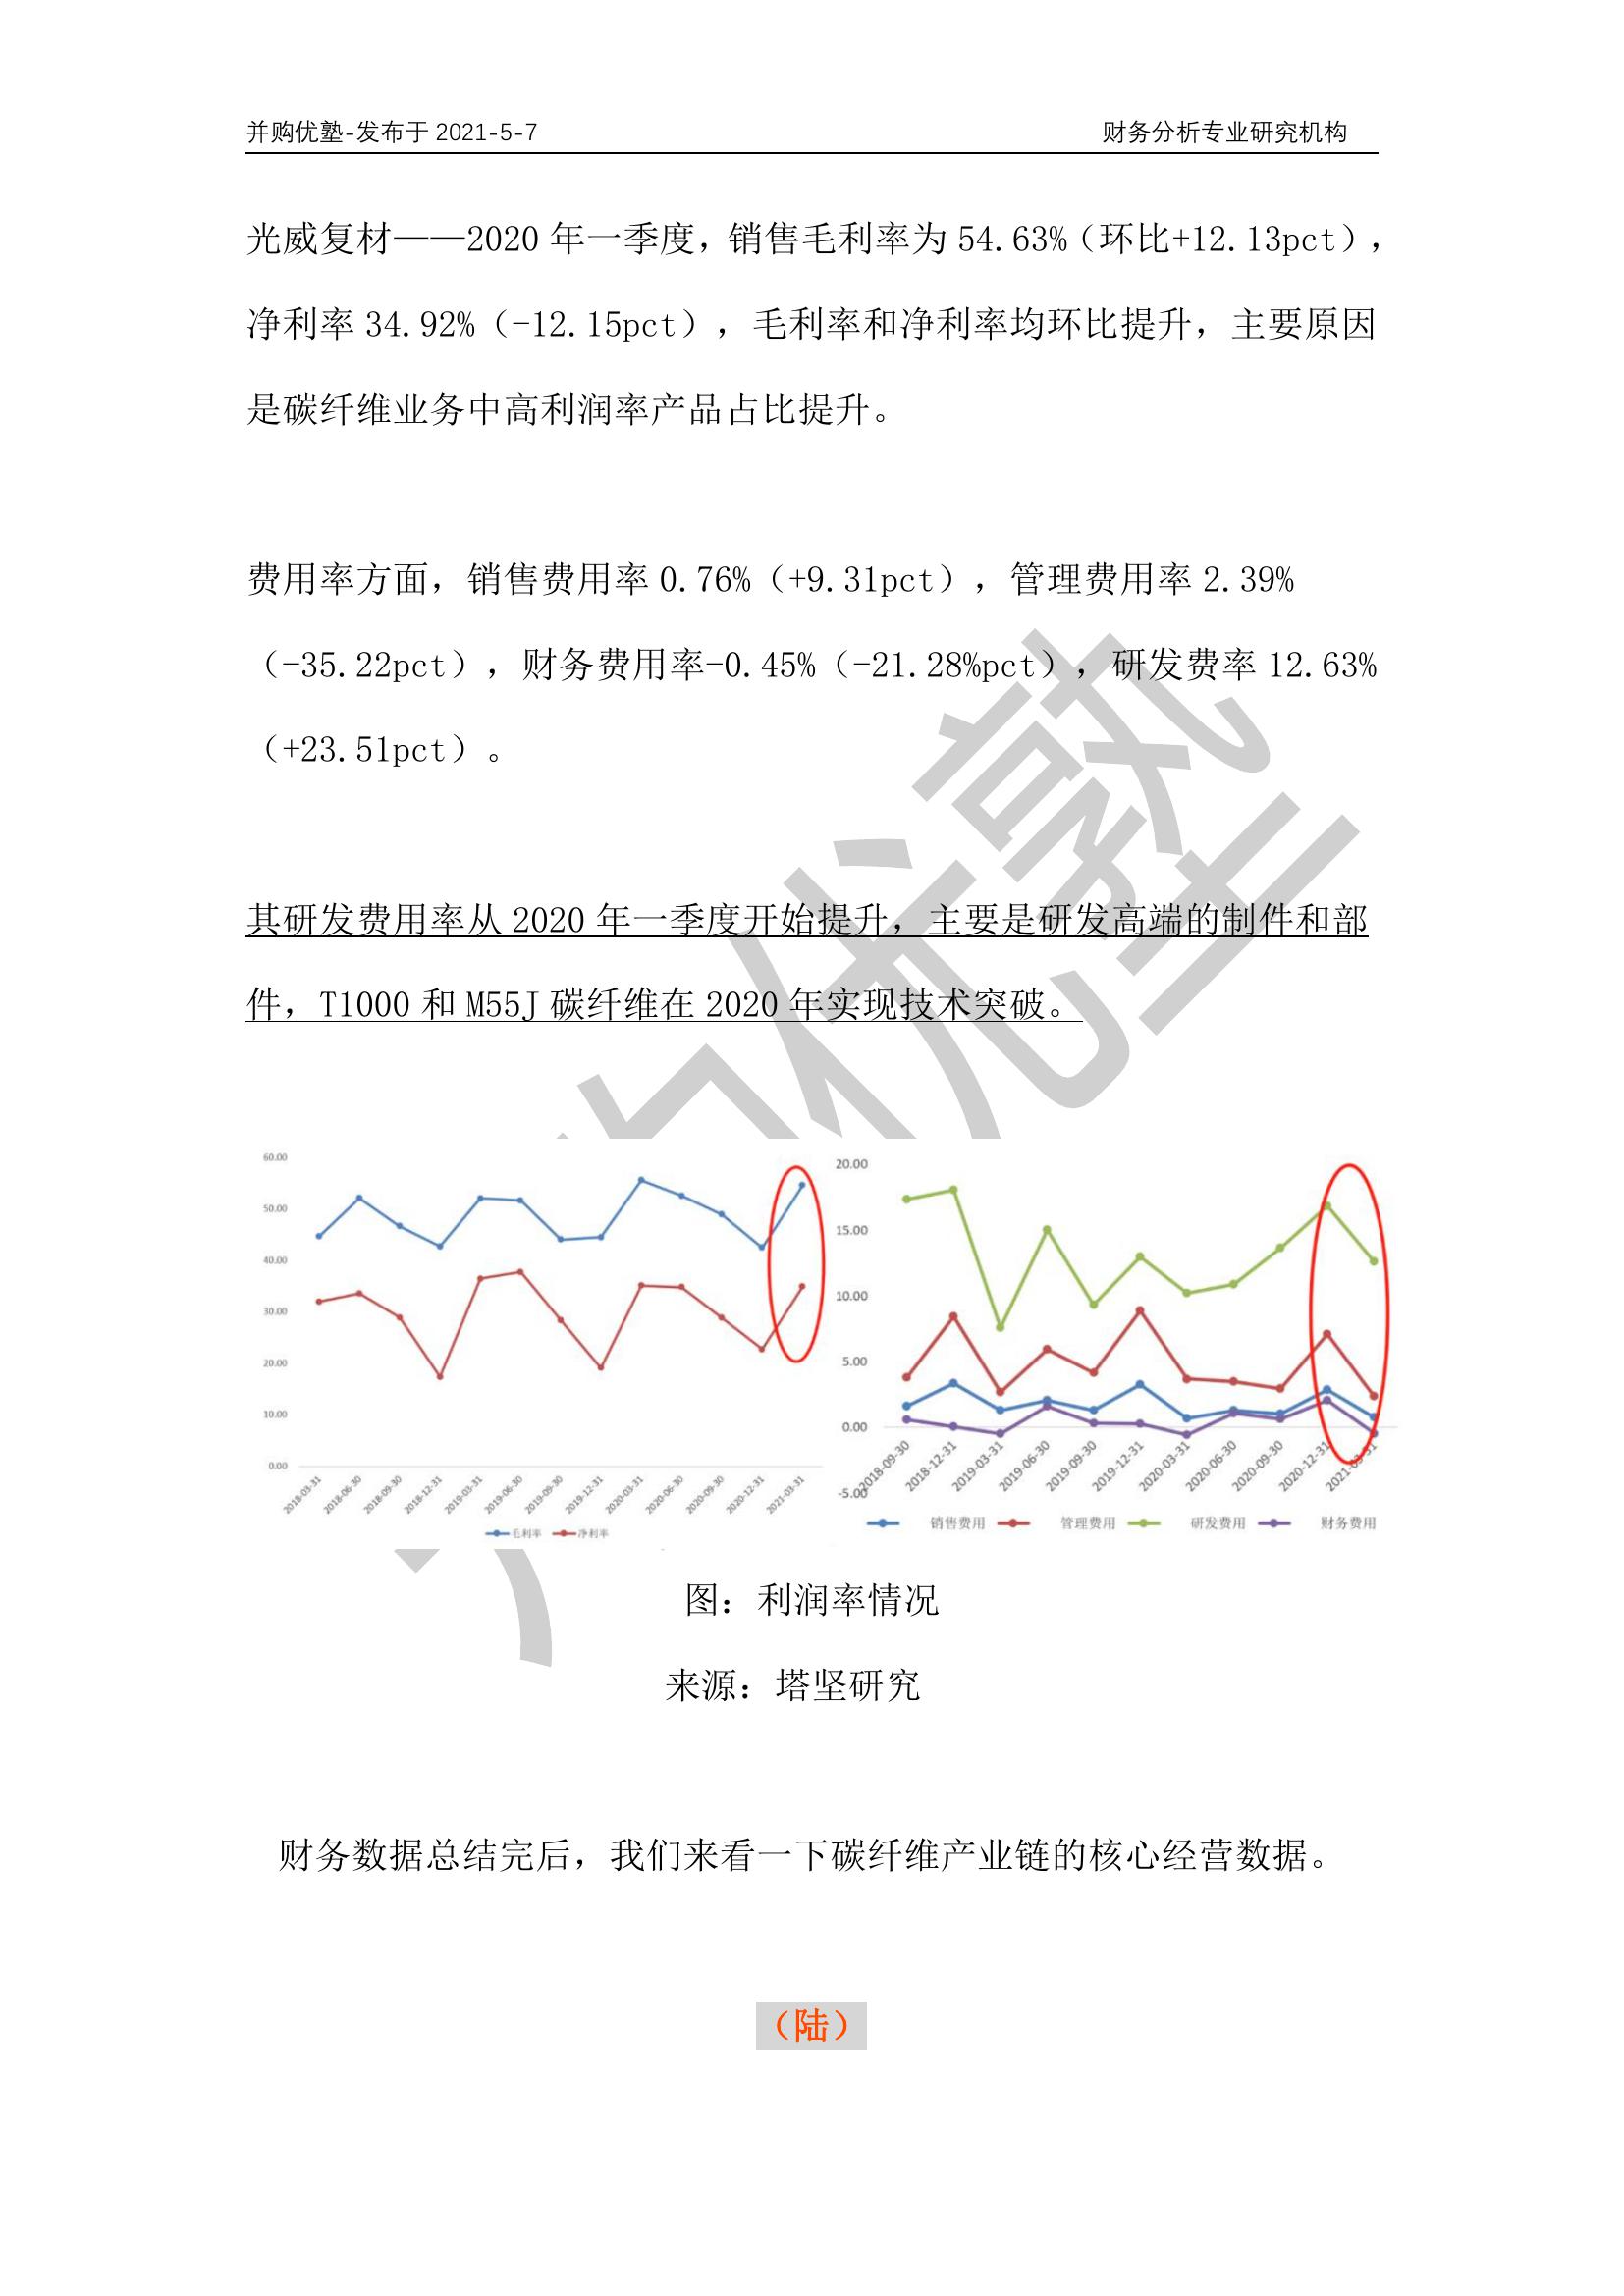 并购优塾-发布于 2021-5-7 财务分析专业研究机构
光威复材——2020 年一季度，销售毛利率为 54.63%（环比+12.13pct），
净利率 34.92%（-12.15pct），毛利率和净利率均环比提升，主要原因
是碳纤维业务中高利润率产品占比提升。
费用率方面，销售费用率 0.76%（+9.31pct），管理费用率 2.39%
（-35.22pct），财务费用率-0.45%（-21.28%pct），研发费率 12.63%
（+23.51pct）。
其研发费用率从 2020 年一季度开始提升，主要是研发高端的制件和部
件，T1000 和 M55J 碳纤维在 2020 年实现技术突破。
60.00
50.00
40.00
30.00
20.00
10.00
0.00
2018-03-31 2018-06-30 2018-09-30 2018-12-31 2019-03-31 2019-06-30 2019-09-30 2019-12-31 2020-03-31 2020-06-30 2020-09-30 2020-12-31 2021-03-31
毛利率 净利率
20.00
15.00
10.00
5.00
0.00
-5.00
2018-09-30 2018-12-31 2019-03-31 2019-06-30 2019-09-30 2019-12-31 2020-03-31 2020-06-30 2020-09-30 2020-12-31 2021-03-31
销售费用 管理费用 研发费用 财务费用
图：利润率情况
来源：塔坚研究
财务数据总结完后，我们来看一下碳纤维产业链的核心经营数据。
（陆）
优塾